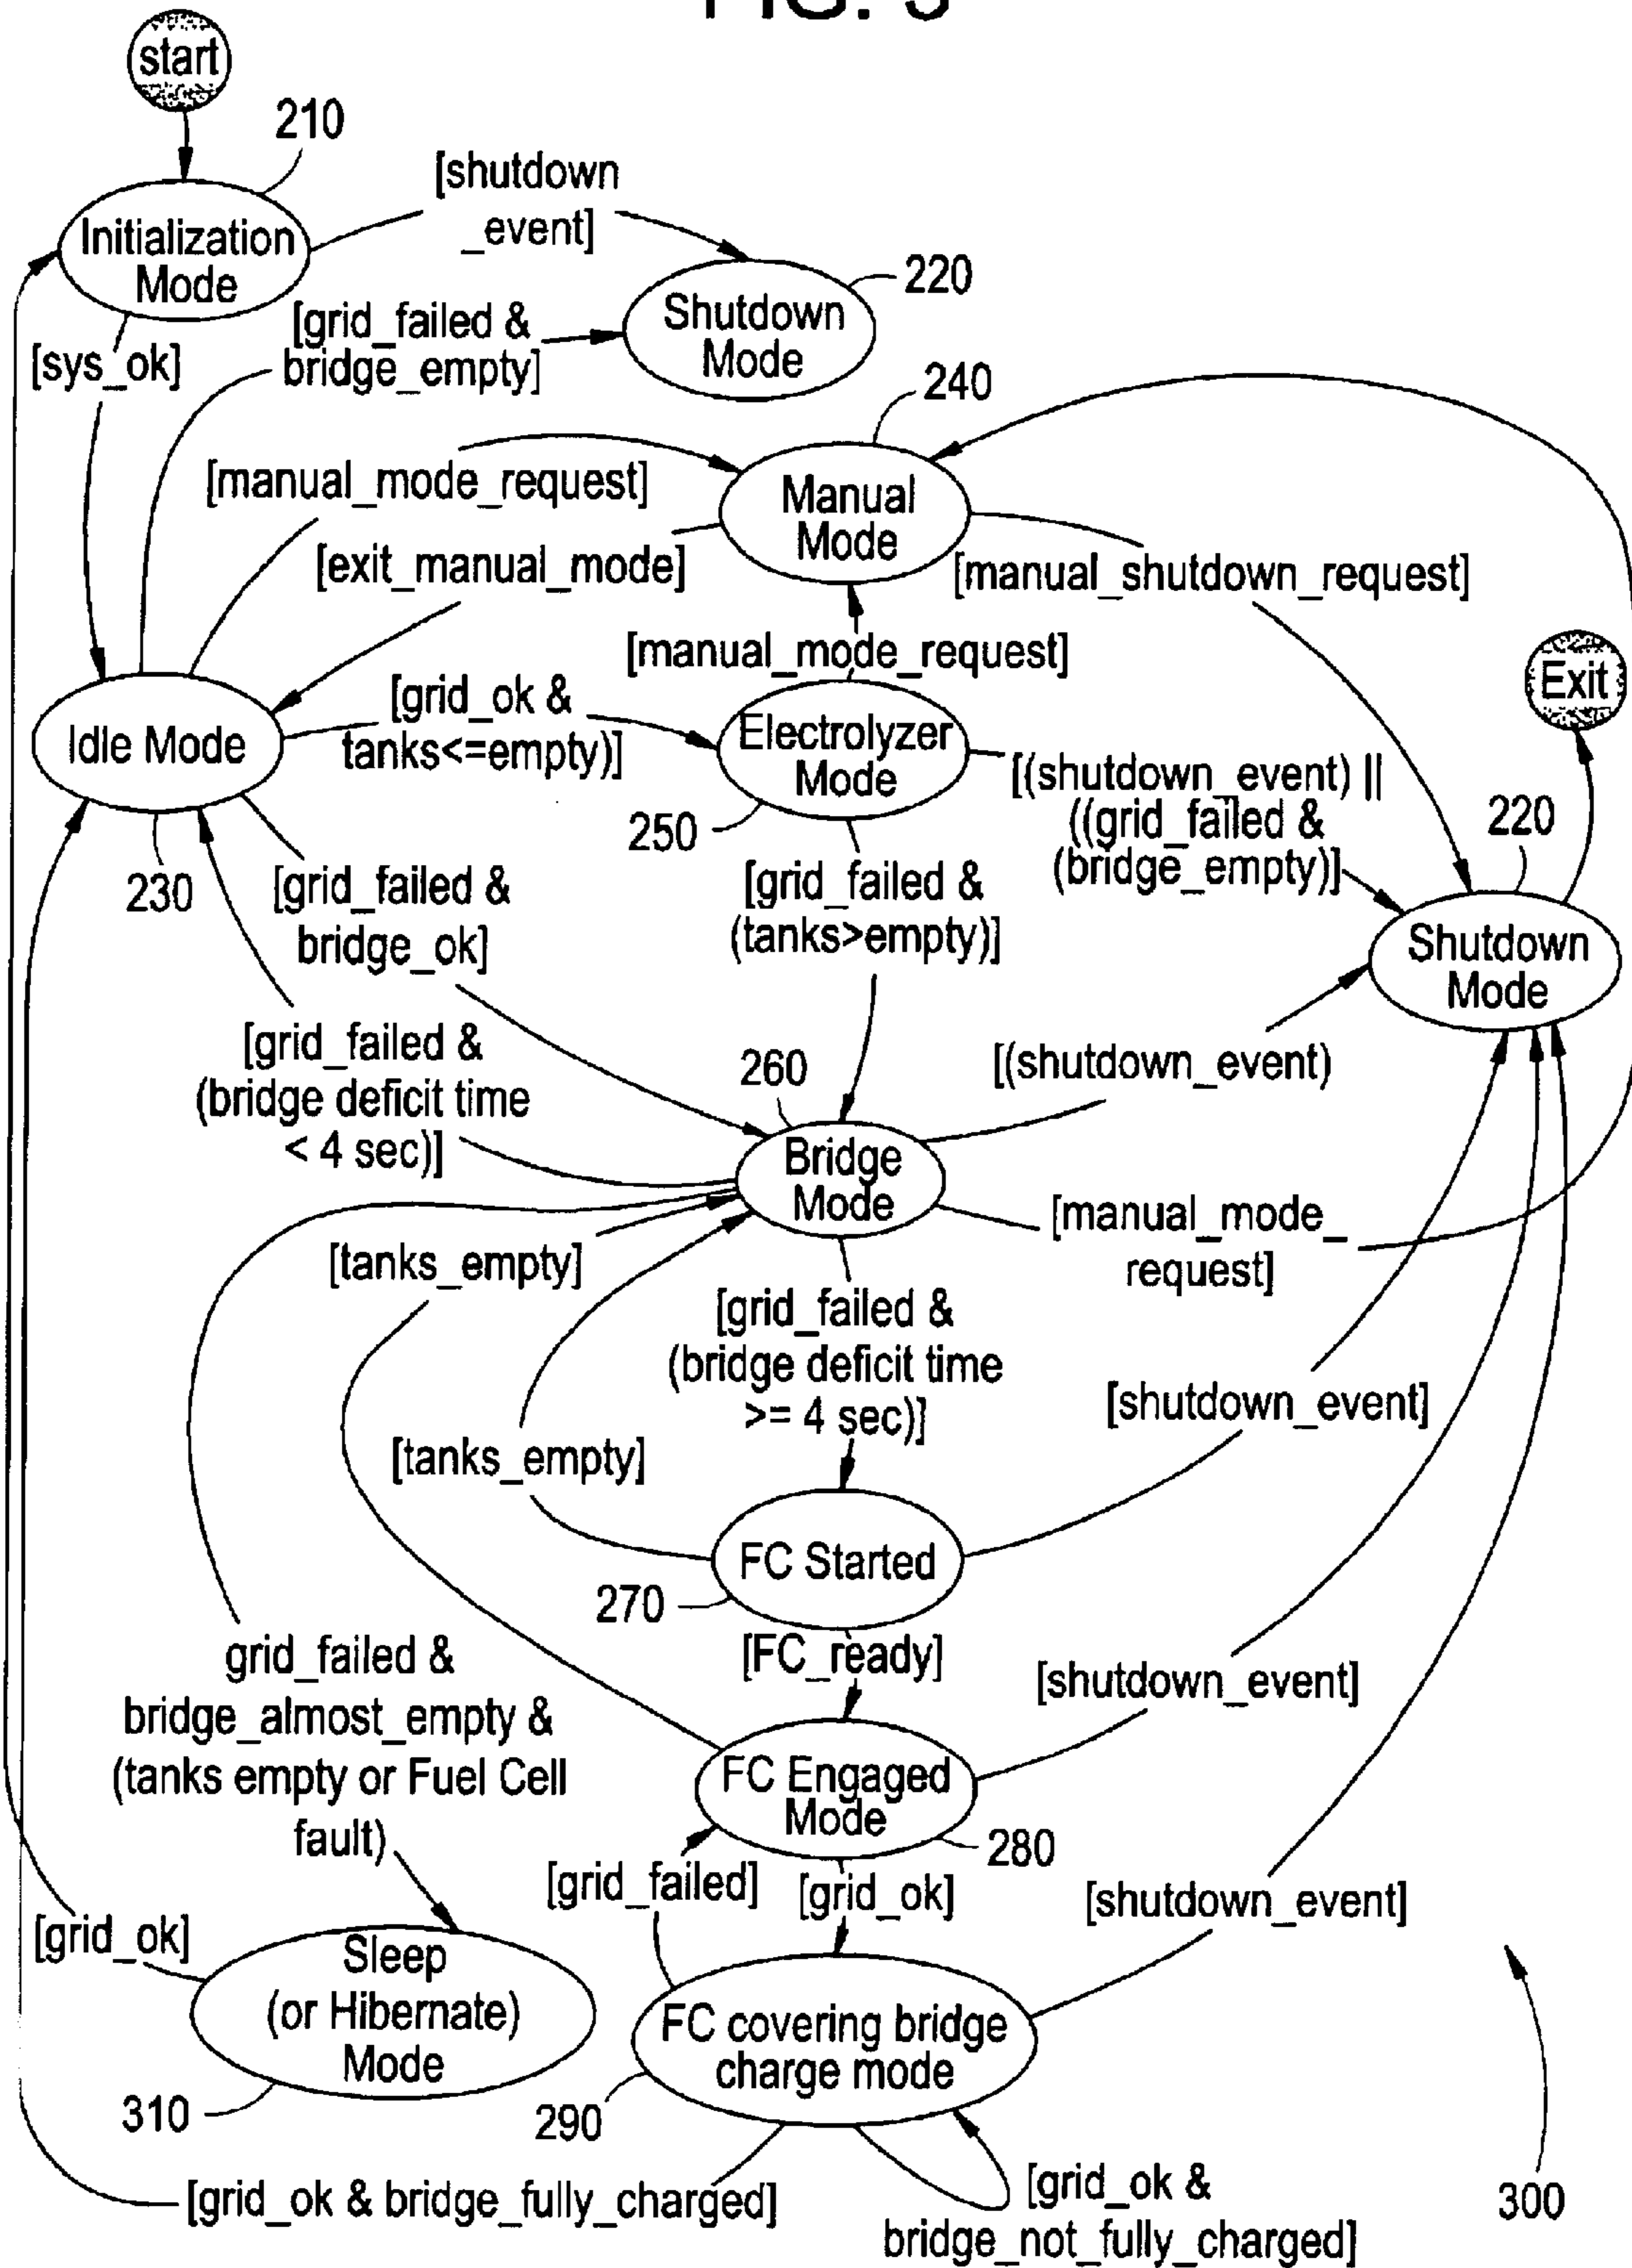 FIG. 3
start
210
[shutdown
_event]
Initialization
Mode
220
Shutdown
Mode
[grid_failed &
bridge_empty]
[sys_ok]
240
[manual_mode_request]
Manual
Mode
[exit_manual_mode]
[manual_shutdown_request]
[manual_mode_request]
Exit
[grid_ok &
tanks<=empty)]
Idle Mode
Electrolyzer
Mode
[(shutdown_event) ||
((grid_failed &
(bridge_empty)]
220
250
230
[grid_failed &
bridge_ok]
[grid_failed &
(tanks>empty)]
Shutdown
Mode
[grid_failed &
(bridge deficit time
< 4 sec)]
260
[(shutdown_event)
Bridge
Mode
[manual_mode_
request]
[tanks_empty]
[grid_failed &
(bridge deficit time
>= 4 sec)]
[shutdown_event]
[tanks_empty]
FC Started
270
[FC_ready]
grid_failed &
bridge_almost_empty &
(tanks empty or Fuel Cell
fault)
[shutdown_event]
FC Engaged
Mode
280
[grid_failed]
[grid_ok]
[shutdown_event]
[grid_ok]
Sleep
(or Hibernate)
Mode
310
FC covering bridge
charge mode
290
[grid_ok & bridge_fully_charged]
[grid_ok &
bridge_not_fully_charged]
300